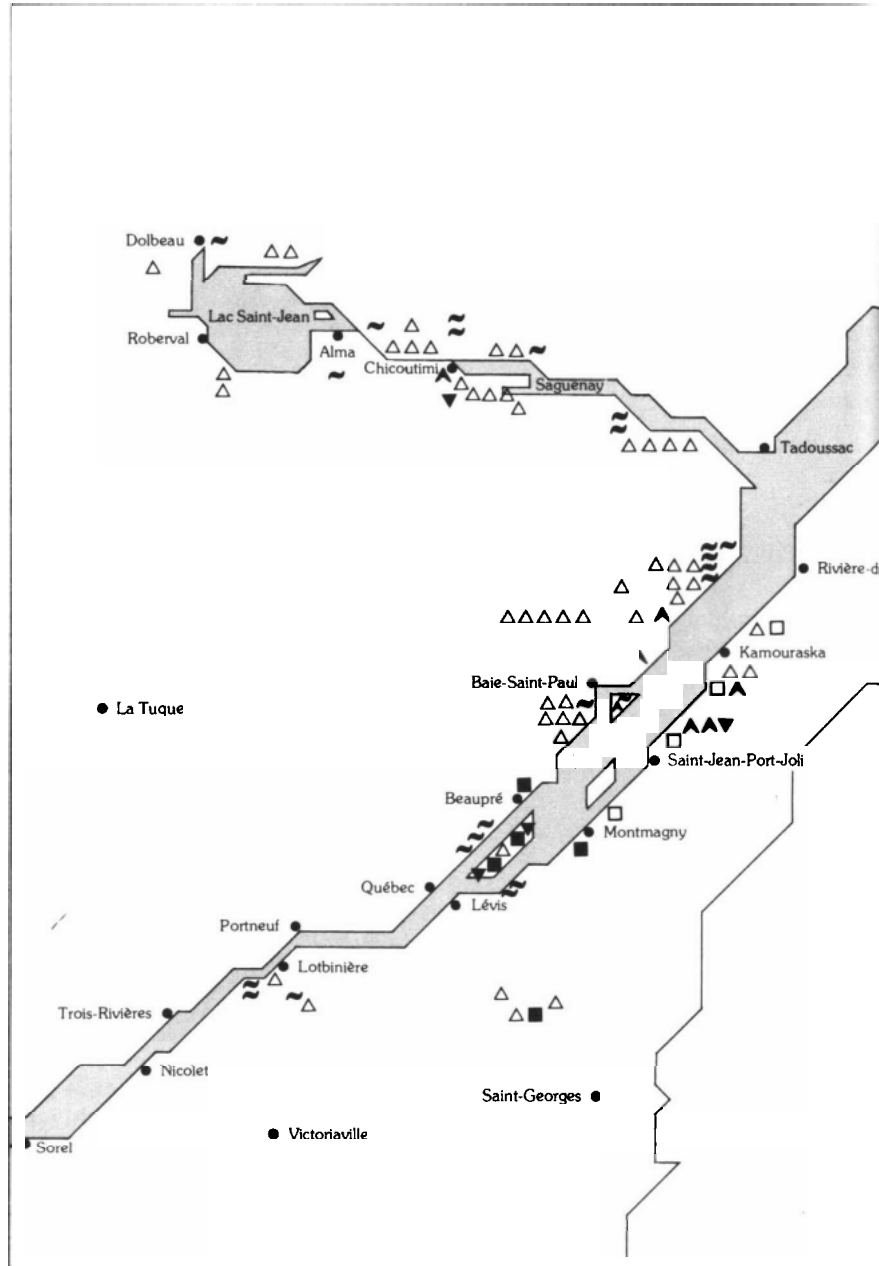 Dolbeau
Lac Saint-Jean
Roberval
Alma
Chicoutimi
Saguenay
Tadoussac
Rivière-d
Kamouraska
Baie-Saint-Paul
La Tuque
Saint-Jean-Port-Joli
Beaupré
Montmagny
Québec
Lévis
Portneuf
Lotbinière
Trois-Rivières
Nicolet
Saint-Georges
Victoriaville
Sorel